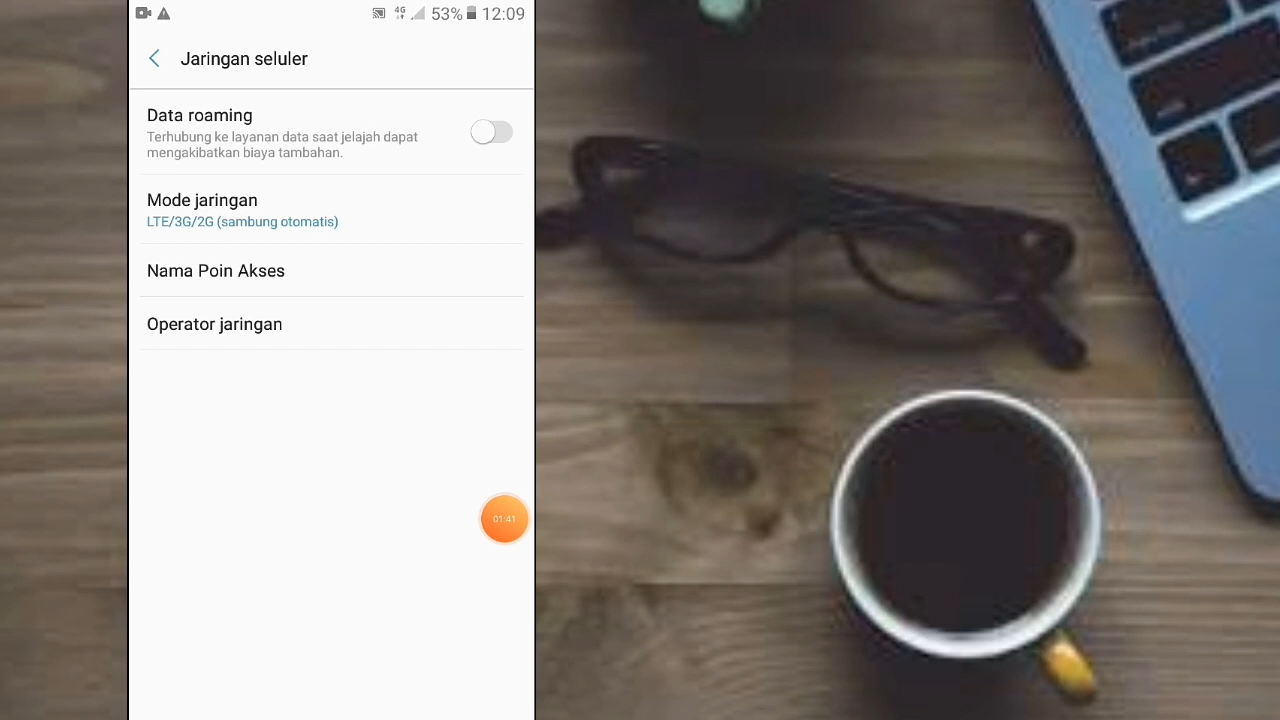 4G 53% 12:09
Jaringan seluler
Data roaming
Terhubung ke layanan data saat jelajah dapat
mengakibatkan biaya tambahan.
Mode jaringan
LTE/3G/2G (sambung otomatis)
Nama Poin Akses
Operator jaringan
01:41